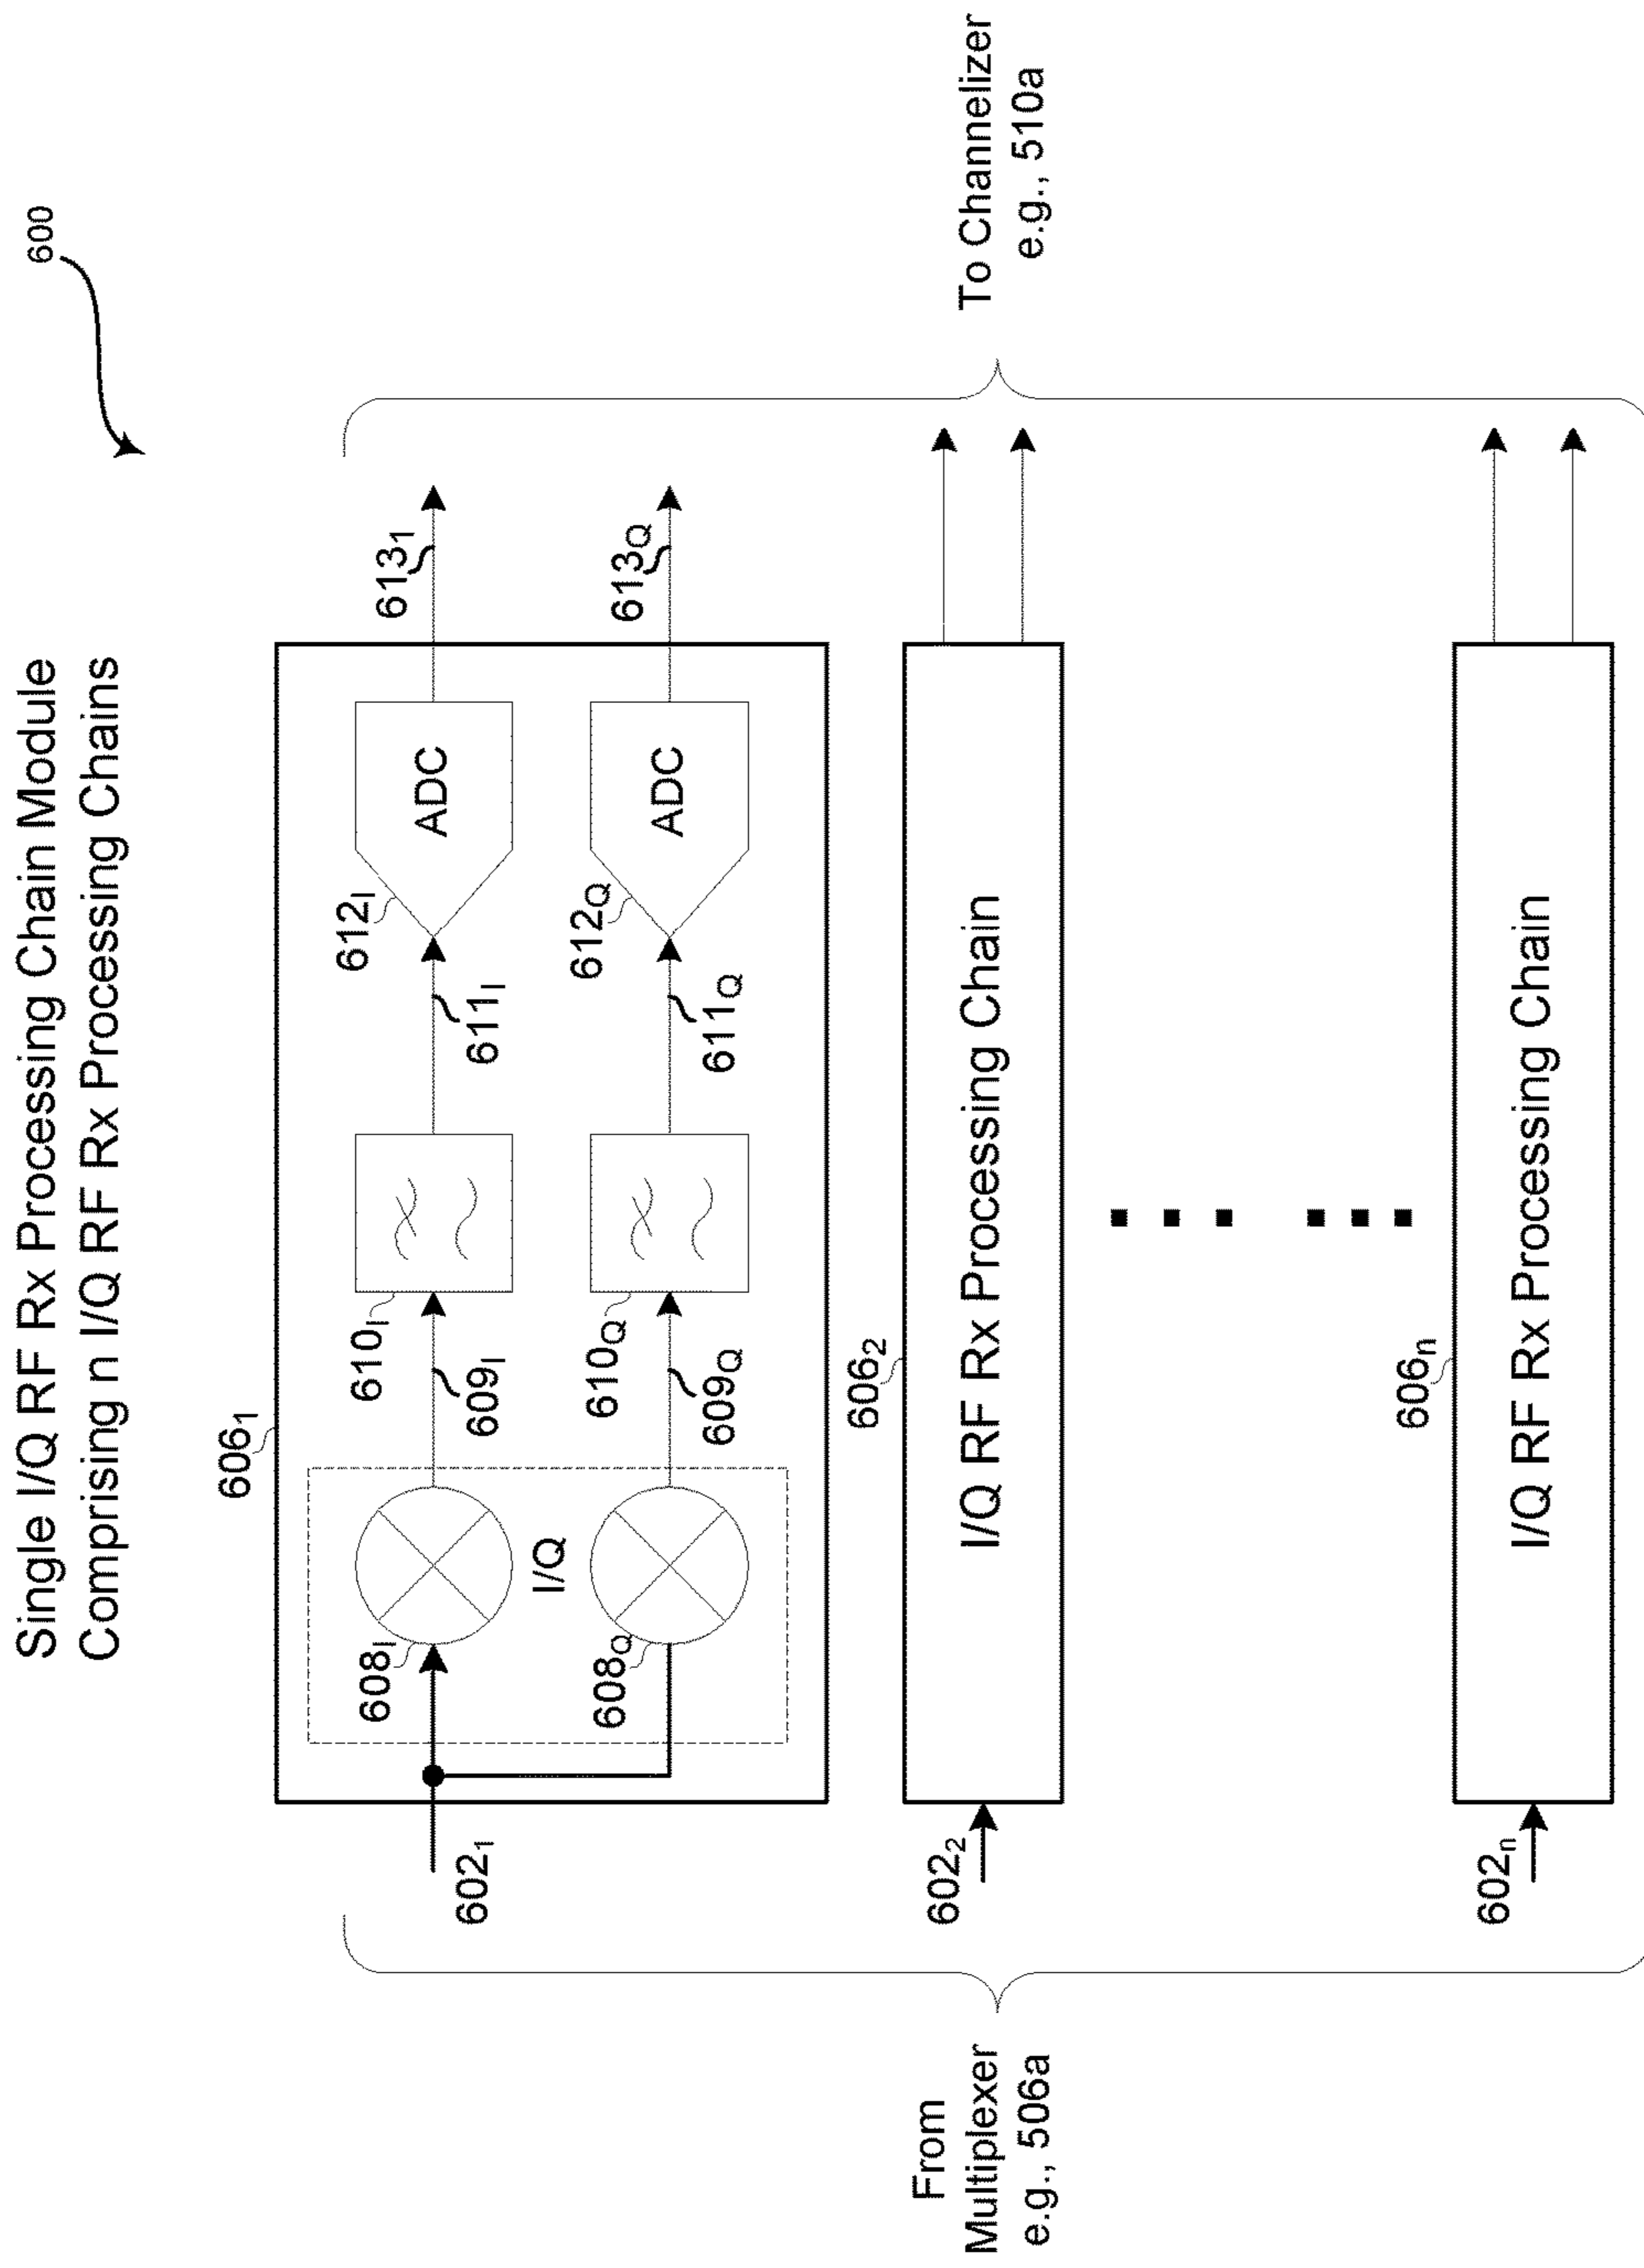 Single I/Q RF Rx Processing Chain Module
Comprising n I/Q RF Rx Processing Chains
600
606₁
608ᵢ
I/Q
608Q
609ᵢ
609Q
610ᵢ
610Q
611ᵢ
611Q
612ᵢ
ADC
612Q
ADC
613₁
613Q
602₁
606₂
I/Q RF Rx Processing Chain
602₂
606ₙ
I/Q RF Rx Processing Chain
602ₙ
From
Multiplexer
e.g., 506a
To Channelizer
e.g., 510a